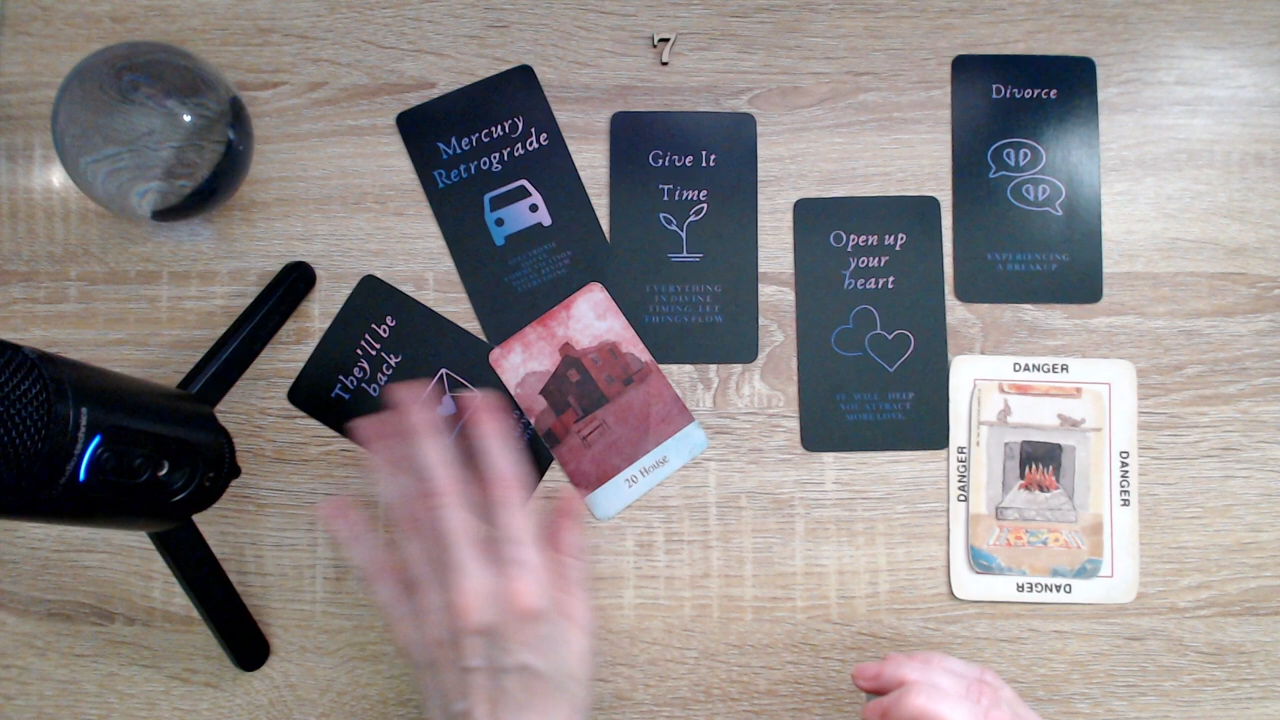 7
Mercury
Retrograde
Give It
Time
EVERYTHING
IN DIVINE
TIMING. LET
THINGS FLOW
Open up
your
heart
IT WILL HELP
YOU ATTRACT
MORE LOVE.
Divorce
EXPERIENCING
A BREAKUP
They'll be
back
20 House
DANGER
DANGER
DANGER
DANGER